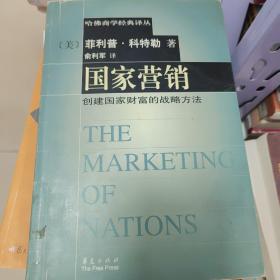 哈佛商学经典译丛
〔美〕菲利普·科特勒 著
俞利军 译
国家营销
创建国家财富的战略方法
THE
MARKETING
OF
NATIONS
华夏出版社
The Free Press